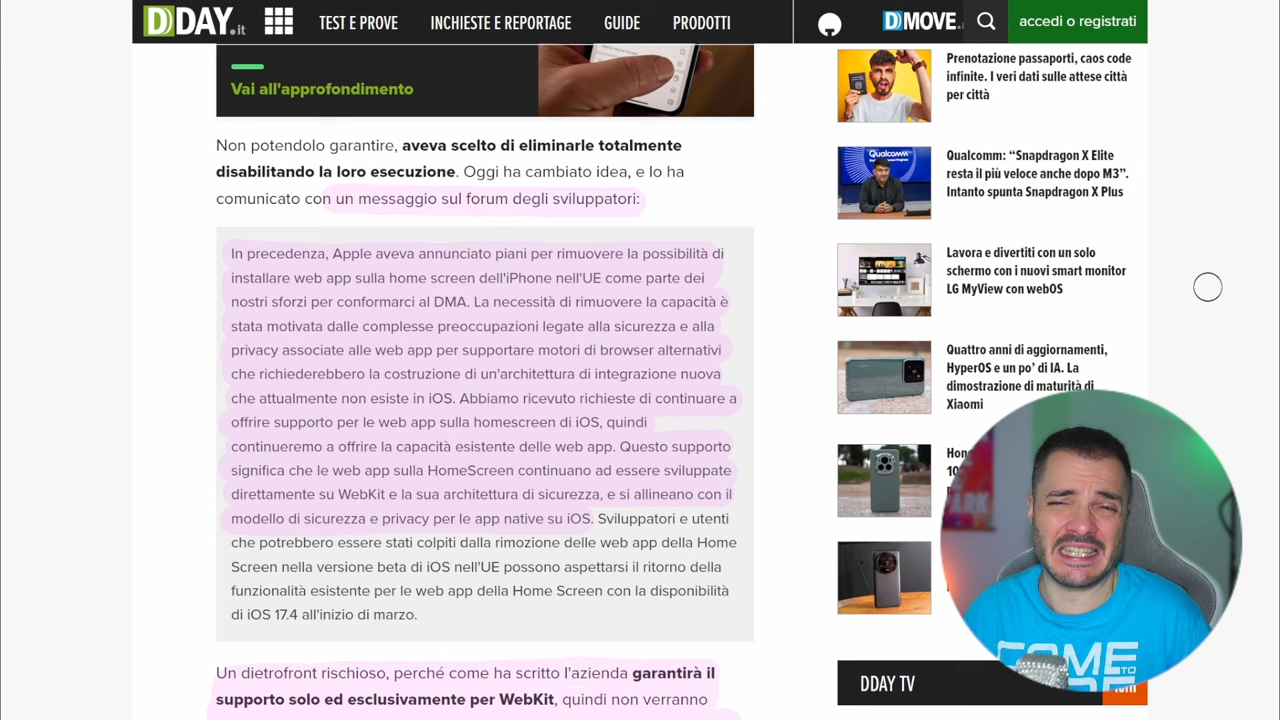 DDAY.it
TEST E PROVE
INCHIESTE E REPORTAGE
GUIDE
PRODOTTI
DMOVE.
accedi o registrati
Vai all'approfondimento
Non potendolo garantire, aveva scelto di eliminarle totalmente
disabilitando la loro esecuzione. Oggi ha cambiato idea, e lo ha
comunicato con un messaggio sul forum degli sviluppatori:
In precedenza, Apple aveva annunciato piani per rimuovere la possibilità di
installare web app dalla home screen dell'iPhone nell'UE come parte dei
nostri sforzi per conformarci al DMA. La necessità di rimuovere la capacità è
stata motivata dalle complesse preoccupazioni legate alla sicurezza e alla
privacy associate alle web app per supportare motori di browser alternativi
che richiederebbero la costruzione di un'architettura di integrazione nuova
che attualmente non esiste in iOS. Abbiamo ricevuto richieste di continuare a
offrire supporto per le web app sulla homescreen di iOS, quindi
continueremo a offrire la capacità esistente delle web app. Questo supporto
significa che le web app sulla HomeScreen continuano ad essere sviluppate
direttamente su WebKit e la sua architettura di sicurezza, e si allineano con il
modello di sicurezza e privacy per le app native su iOS. Sviluppatori e utenti
che potrebbero essere stati colpiti dalla rimozione delle web app della Home
Screen nella versione beta di iOS nell'UE possono aspettarsi il ritorno della
funzionalità esistente per le web app della Home Screen con la disponibilità
di iOS 17.4 all'inizio di marzo.
Un dietrofront rischioso, perché come ha scritto l'azienda garantirà il
supporto solo ed esclusivamente per WebKit, quindi non verranno
Prenotazione passaporti, caos code
infinite. I veri dati sulle attese città
per città
Qualcomm
Qualcomm: “Snapdragon X Elite
resta il più veloce anche dopo M3”.
Intanto spunta Snapdragon X Plus
Lavora e divertiti con un solo
schermo con i nuovi smart monitor
LG MyView con webOS
Quattro anni di aggiornamenti,
HyperOS e un po’ di IA. La
dimostrazione di maturità di
Xiaomi
DDAY TV
COME
TO